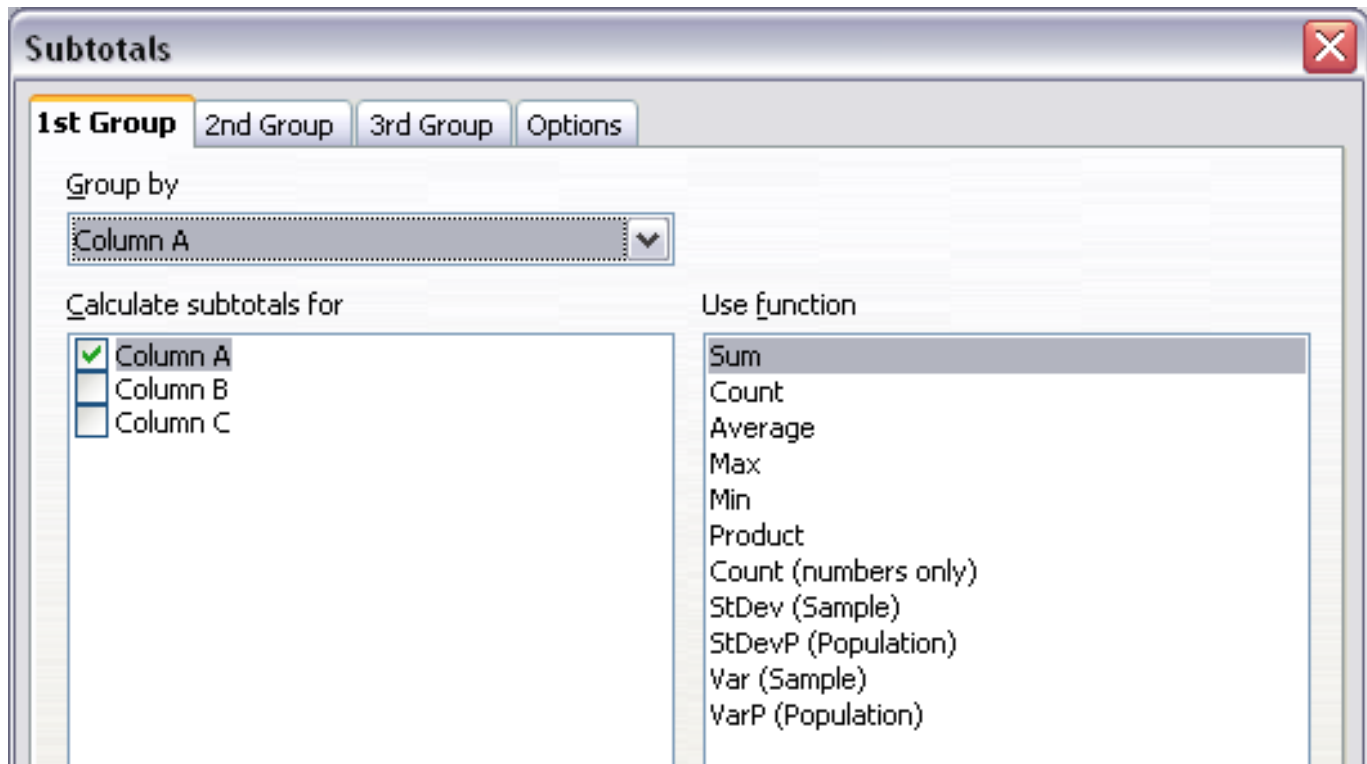 Subtotals
1st Group 2nd Group 3rd Group Options
Group by
Column A
Calculate subtotals for
Column A
Column B
Column C
Use function
Sum
Count
Average
Max
Min
Product
Count (numbers only)
StDev (Sample)
StDevP (Population)
Var (Sample)
VarP (Population)